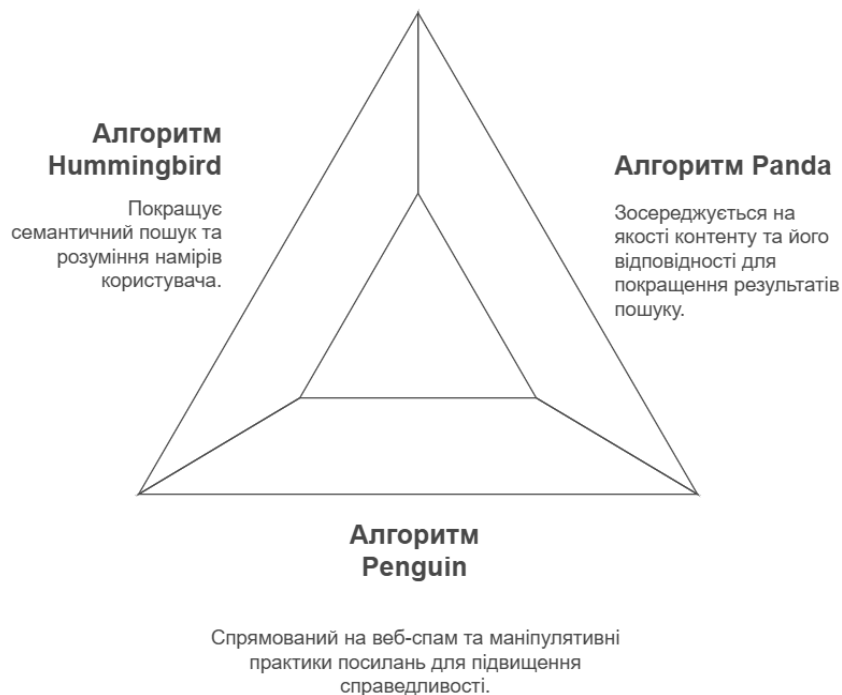 Алгоритм
Hummingbird
Покращує
семантичний пошук та
розуміння намірів
користувача.
Алгоритм Panda
Зосереджується на
якості контенту та його
відповідності для
покращення результатів
пошуку.
Алгоритм
Penguin
Спрямований на веб-спам та маніпулятивні
практики посилань для підвищення
справедливості.